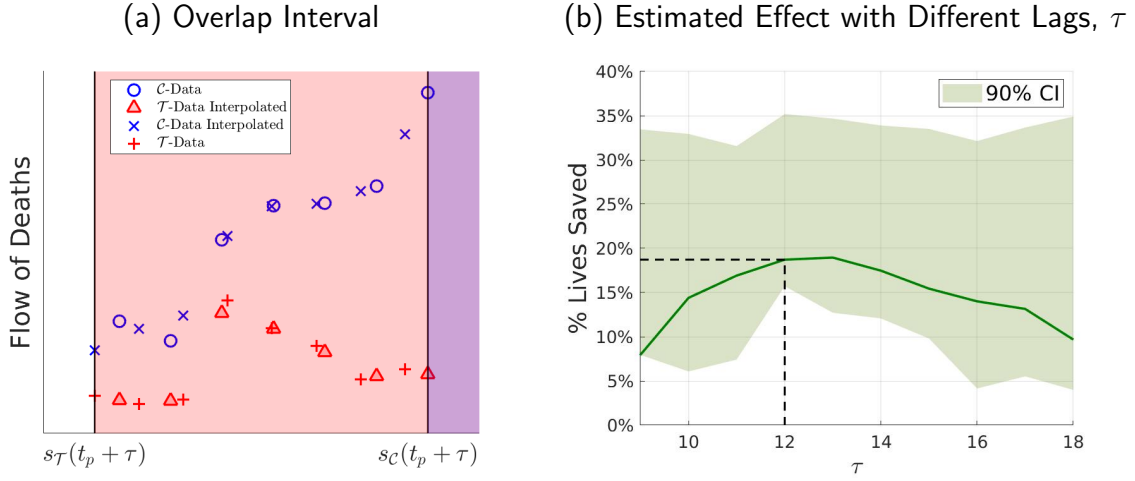 (a) Overlap Interval
Flow of Deaths
𝒞-Data
𝒯-Data Interpolated
𝒞-Data Interpolated
𝒯-Data
s_𝒯(t_p + τ)
s_𝒞(t_p + τ)
(b) Estimated Effect with Different Lags, τ
% Lives Saved
40%
35%
30%
25%
20%
15%
10%
5%
0%
90% CI
10 12 14 16 18
τ